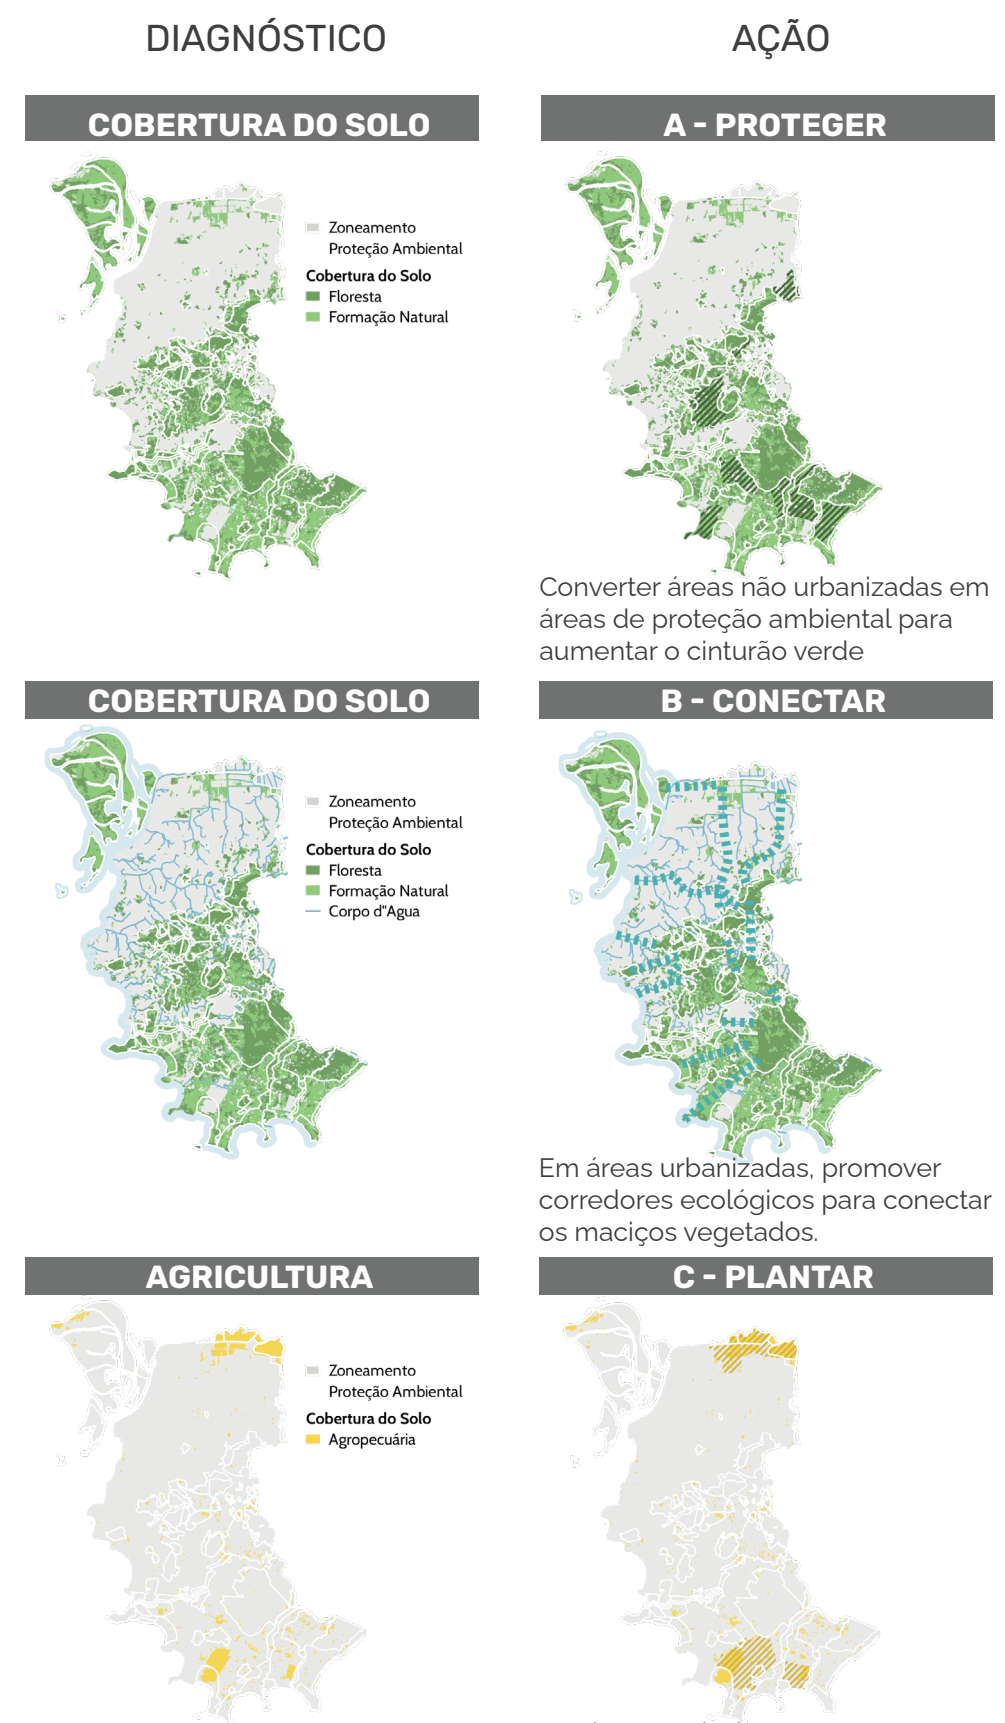 DIAGNÓSTICO
AÇÃO
COBERTURA DO SOLO
A - PROTEGER
Zoneamento
Proteção Ambiental
Cobertura do Solo
Floresta
Formação Natural
Converter áreas não urbanizadas em
áreas de proteção ambiental para
aumentar o cinturão verde
COBERTURA DO SOLO
B - CONECTAR
Zoneamento
Proteção Ambiental
Cobertura do Solo
Floresta
Formação Natural
Corpo d"Agua
Em áreas urbanizadas, promover
corredores ecológicos para conectar
os maciços vegetados.
AGRICULTURA
C - PLANTAR
Zoneamento
Proteção Ambiental
Cobertura do Solo
Agropecuária